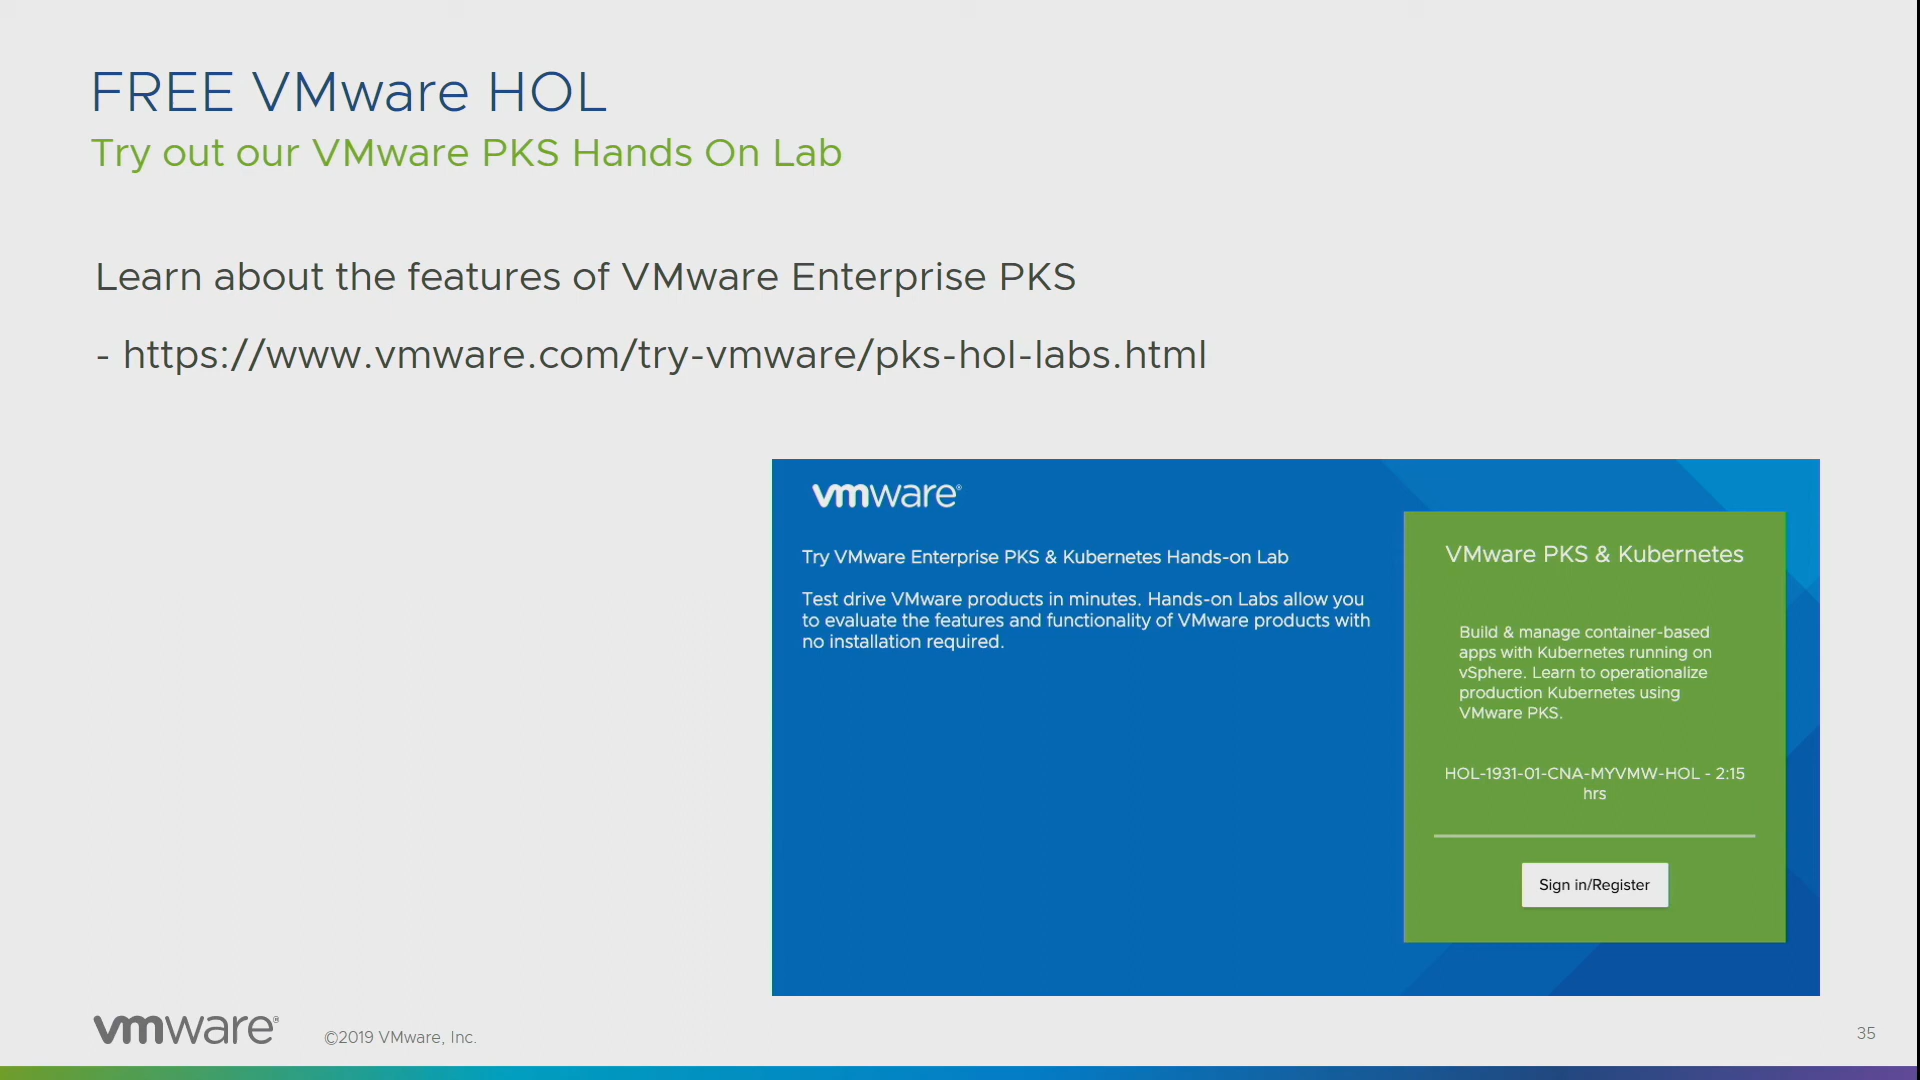 FREE VMware HOL
Try out our VMware PKS Hands On Lab
Learn about the features of VMware Enterprise PKS
- https://www.vmware.com/try-vmware/pks-hol-labs.html
vmware®
Try VMware Enterprise PKS & Kubernetes Hands-on Lab
Test drive VMware products in minutes. Hands-on Labs allow you
to evaluate the features and functionality of VMware products with
no installation required.
VMware PKS & Kubernetes
Build & manage container-based
apps with Kubernetes running on
vSphere. Learn to operationalize
production Kubernetes using
VMware PKS.
HOL-1931-01-CNA-MYVMW-HOL - 2:15
hrs
Sign in/Register
vmware®
©2019 VMware, Inc.
35